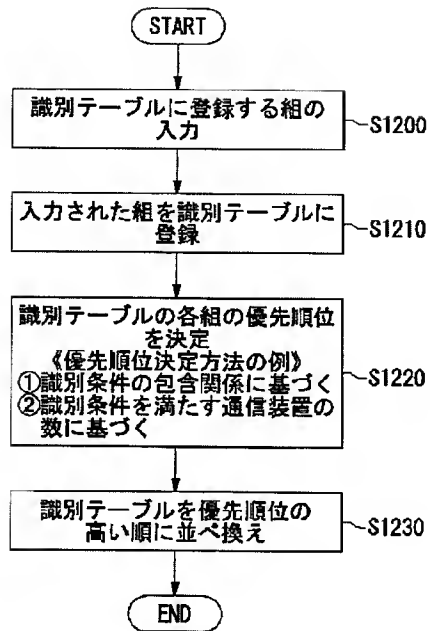 START
識別テーブルに登録する組の
入力
S1200
入力された組を識別テーブルに
登録
S1210
識別テーブルの各組の優先順位
を決定
《優先順位決定方法の例》
①識別条件の包含関係に基づく
②識別条件を満たす通信装置の
数に基づく
S1220
識別テーブルを優先順位の
高い順に並べ換え
S1230
END